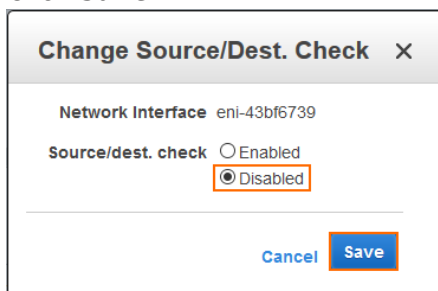 Change Source/Dest. Check ×
Network Interface eni-43bf6739
Source/dest. check Enabled
Disabled
Cancel Save